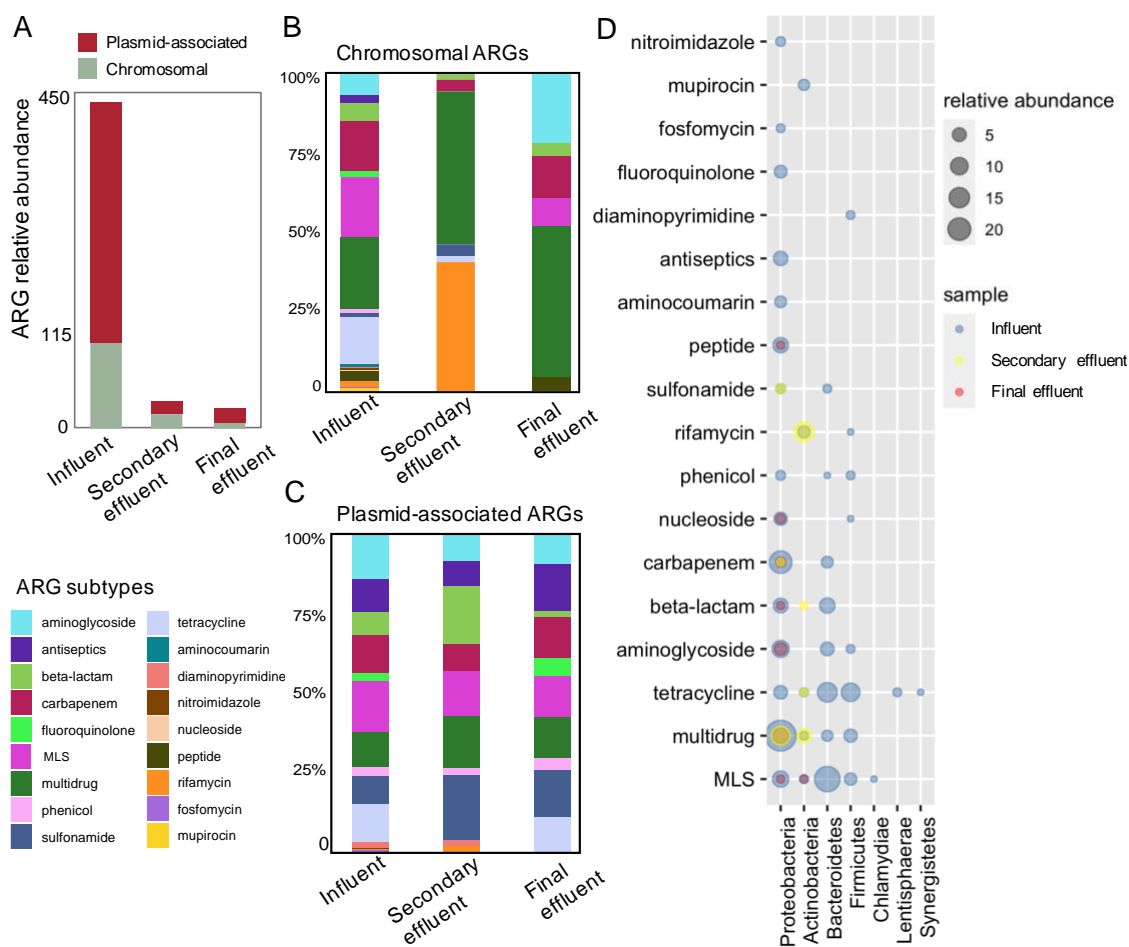 A
Plasmid-associated
Chromosomal
ARG relative abundance
450
115
0
Influent
Secondary
effluent
Final
effluent
B
Chromosomal ARGs
100%
75%
50%
25%
0
Influent
Secondary
effluent
Final
effluent
C
Plasmid-associated ARGs
100%
75%
50%
25%
0
Influent
Secondary
effluent
Final
effluent
ARG subtypes
aminoglycoside
antiseptics
beta-lactam
carbapenem
fluoroquinolone
MLS
multidrug
phenicol
sulfonamide
tetracycline
aminocoumarin
diaminopyrimidine
nitroimidazole
nucleoside
peptide
rifamycin
fosfomycin
mupirocin
D
nitroimidazole
mupirocin
fosfomycin
fluoroquinolone
diaminopyrimidine
antiseptics
aminocoumarin
peptide
sulfonamide
rifamycin
phenicol
nucleoside
carbapenem
beta-lactam
aminoglycoside
tetracycline
multidrug
MLS
Proteobacteria
Actinobacteria
Bacteroidetes
Firmicutes
Chlamydiae
Lentisphaerae
Synergistetes
relative abundance
5
10
15
20
sample
Influent
Secondary effluent
Final effluent